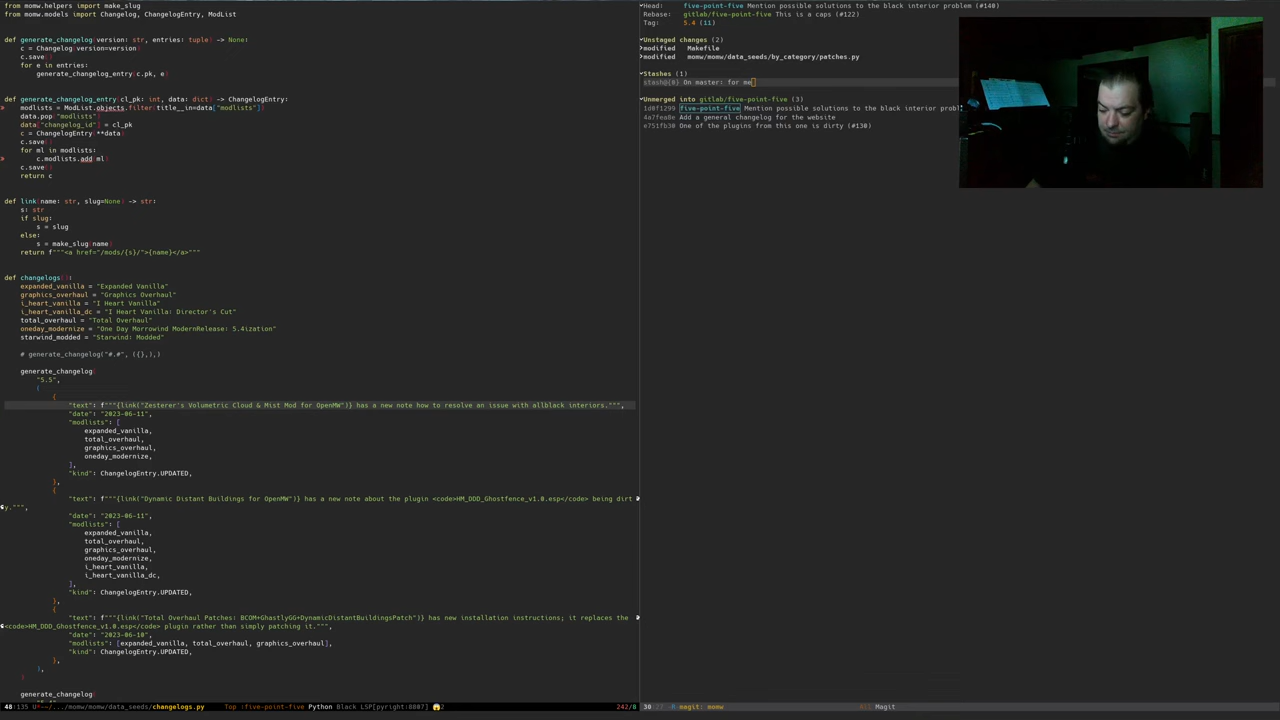 from momw.helpers import make_slug
from momw.models import Changelog, ChangelogEntry, ModList
def generate_changelog(version: str, entries: tuple) -> None:
c = Changelog(version=version)
c.save()
for e in entries:
generate_changelog_entry(c.pk, e)
def generate_changelog_entry(cl_pk: int, data: dict) -> ChangelogEntry:
modlists = ModList.objects.filter(title__in=data["modlists"])
data.pop("modlists")
data["changelog_id"] = cl_pk
c = ChangelogEntry(**data)
c.save()
for ml in modlists:
c.modlists.add(ml)
c.save()
return c
def link(name: str, slug=None) -> str:
s: str
if slug:
s = slug
else:
s = make_slug(name)
return f"""<a href="/mods/{s}/">{name}</a>"""
def changelogs():
expanded_vanilla = "Expanded Vanilla"
graphics_overhaul = "Graphics Overhaul"
i_heart_vanilla = "I Heart Vanilla"
i_heart_vanilla_dc = "I Heart Vanilla: Director's Cut"
total_overhaul = "Total Overhaul"
oneday_modernize = "One Day Morrowind ModernRelease: 5.4ization"
starwind_modded = "Starwind: Modded"
# generate_changelog("#.#", ({},),)
generate_changelog(
"5.5",
(
{
"text": f"""{link("Zesterer's Volumetric Cloud & Mist Mod for OpenMW")} has a new note how to resolve an issue with allblack interiors.""",
"date": "2023-06-11",
"modlists": [
expanded_vanilla,
total_overhaul,
graphics_overhaul,
oneday_modernize,
],
"kind": ChangelogEntry.UPDATED,
},
{
"text": f"""{link("Dynamic Distant Buildings for OpenMW")} has a new note about the plugin <code>HM_DDD_Ghostfence_v1.0.esp</code> being dirt
y.""",
"date": "2023-06-11",
"modlists": [
expanded_vanilla,
total_overhaul,
graphics_overhaul,
oneday_modernize,
i_heart_vanilla,
i_heart_vanilla_dc,
],
"kind": ChangelogEntry.UPDATED,
},
{
"text": f"""{link("Total Overhaul Patches: BCOM+GhastlyGG+DynamicDistantBuildingsPatch")} has new installation instructions; it replaces the
<code>HM_DDD_Ghostfence_v1.0.esp</code> plugin rather than simply patching it.""",
"date": "2023-06-10",
"modlists": [expanded_vanilla, total_overhaul, graphics_overhaul],
"kind": ChangelogEntry.UPDATED,
},
),
)
generate_changelog(
48:135 U*--/.../momw/momw/data_seeds/changelogs.py Top :five-point-five Python Black LSP[pyright:8007] 242/8
Head: five-point-five Mention possible solutions to the black interior problem (#140)
Rebase: gitlab/five-point-five This is a caps (#122)
Tag: 5.4 (11)
Unstaged changes (2)
modified Makefile
modified momw/momw/data_seeds/by_category/patches.py
Stashes (1)
stash@{0} On master: for me
Unmerged into gitlab/five-point-five (3)
1d0f1299 five-point-five Mention possible solutions to the black interior probl
4a7fea8e Add a general changelog for the website
e751fb30 One of the plugins from this one is dirty (#130)
magit: momw All Magit